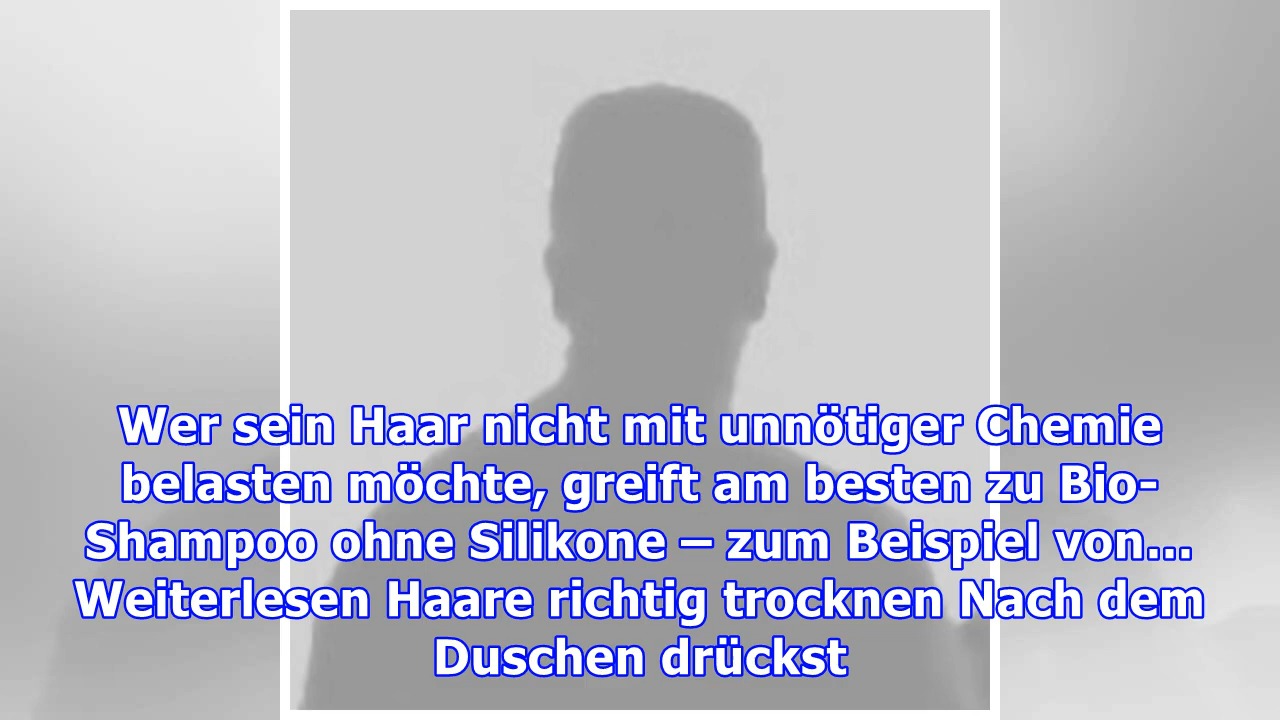 Wer sein Haar nicht mit unnötiger Chemie
belasten möchte, greift am besten zu Bio-
Shampoo ohne Silikone – zum Beispiel von...
Weiterlesen Haare richtig trocknen Nach dem
Duschen drückst